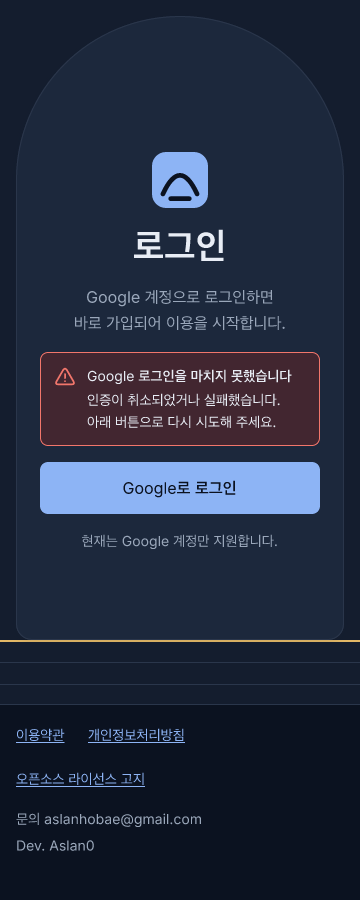 로그인
Google 계정으로 로그인하면
바로 가입되어 이용을 시작합니다.
Google 로그인을 마치지 못했습니다
인증이 취소되었거나 실패했습니다.
아래 버튼으로 다시 시도해 주세요.
Google로 로그인
현재는 Google 계정만 지원합니다.
이용약관 개인정보처리방침
오픈소스 라이선스 고지
문의 aslanhobae@gmail.com
Dev. Aslan0